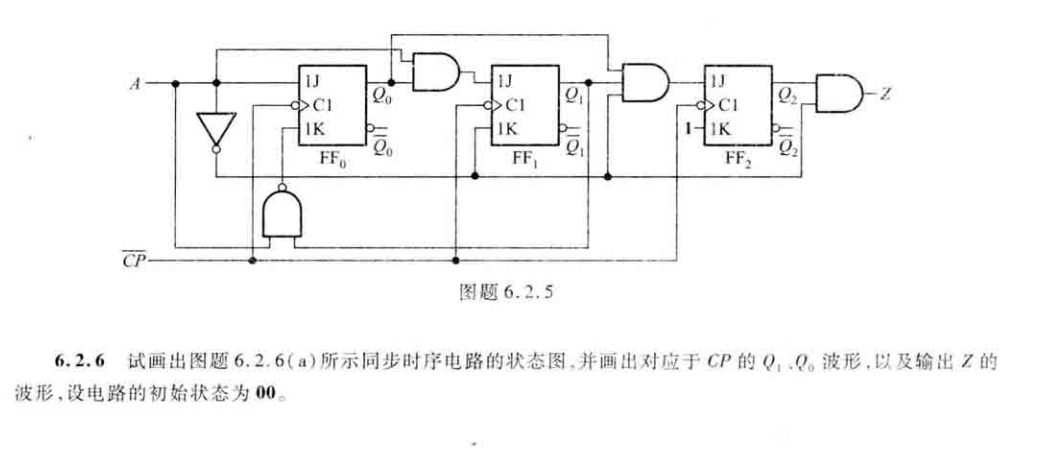 A
1J
C1
1K
FF₀
Q₀
Q̅₀
1J
C1
1K
FF₁
Q₁
Q̅₁
1
1J
C1
1K
FF₂
Q₂
Q̅₂
Z
C̅P̅
图题 6.2.5
6.2.6 试画出图题 6.2.6(a)所示同步时序电路的状态图,并画出对应于 CP 的 Q₁、Q₀ 波形,以及输出 Z 的
波形,设电路的初始状态为 00。